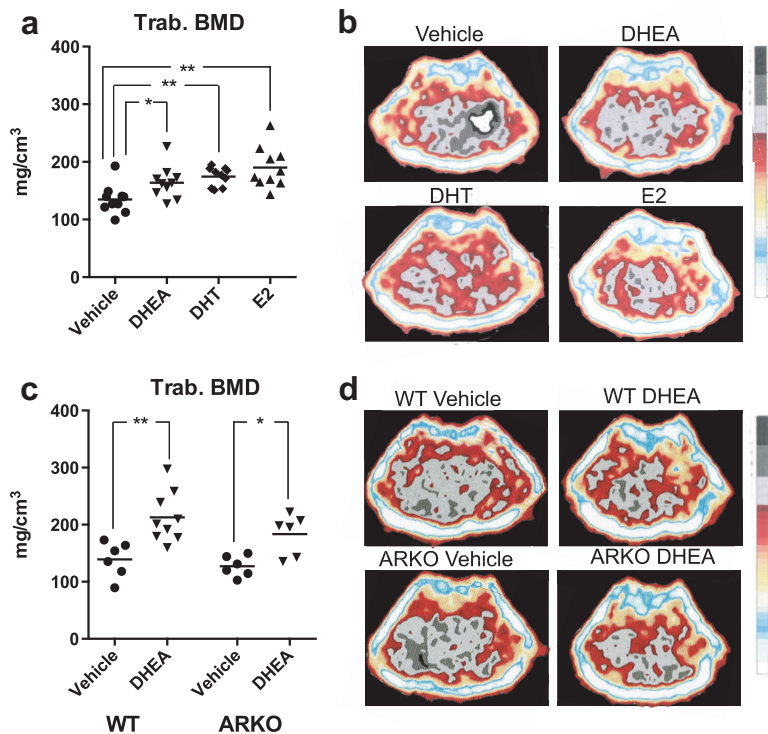 a
Trab. BMD
mg/cm³
400
300
200
100
0
**
**
*
Vehicle
DHEA
DHT
E2
b
Vehicle
DHEA
DHT
E2
c
Trab. BMD
mg/cm³
400
300
200
100
0
**
*
Vehicle
DHEA
Vehicle
DHEA
WT
ARKO
d
WT Vehicle
WT DHEA
ARKO Vehicle
ARKO DHEA